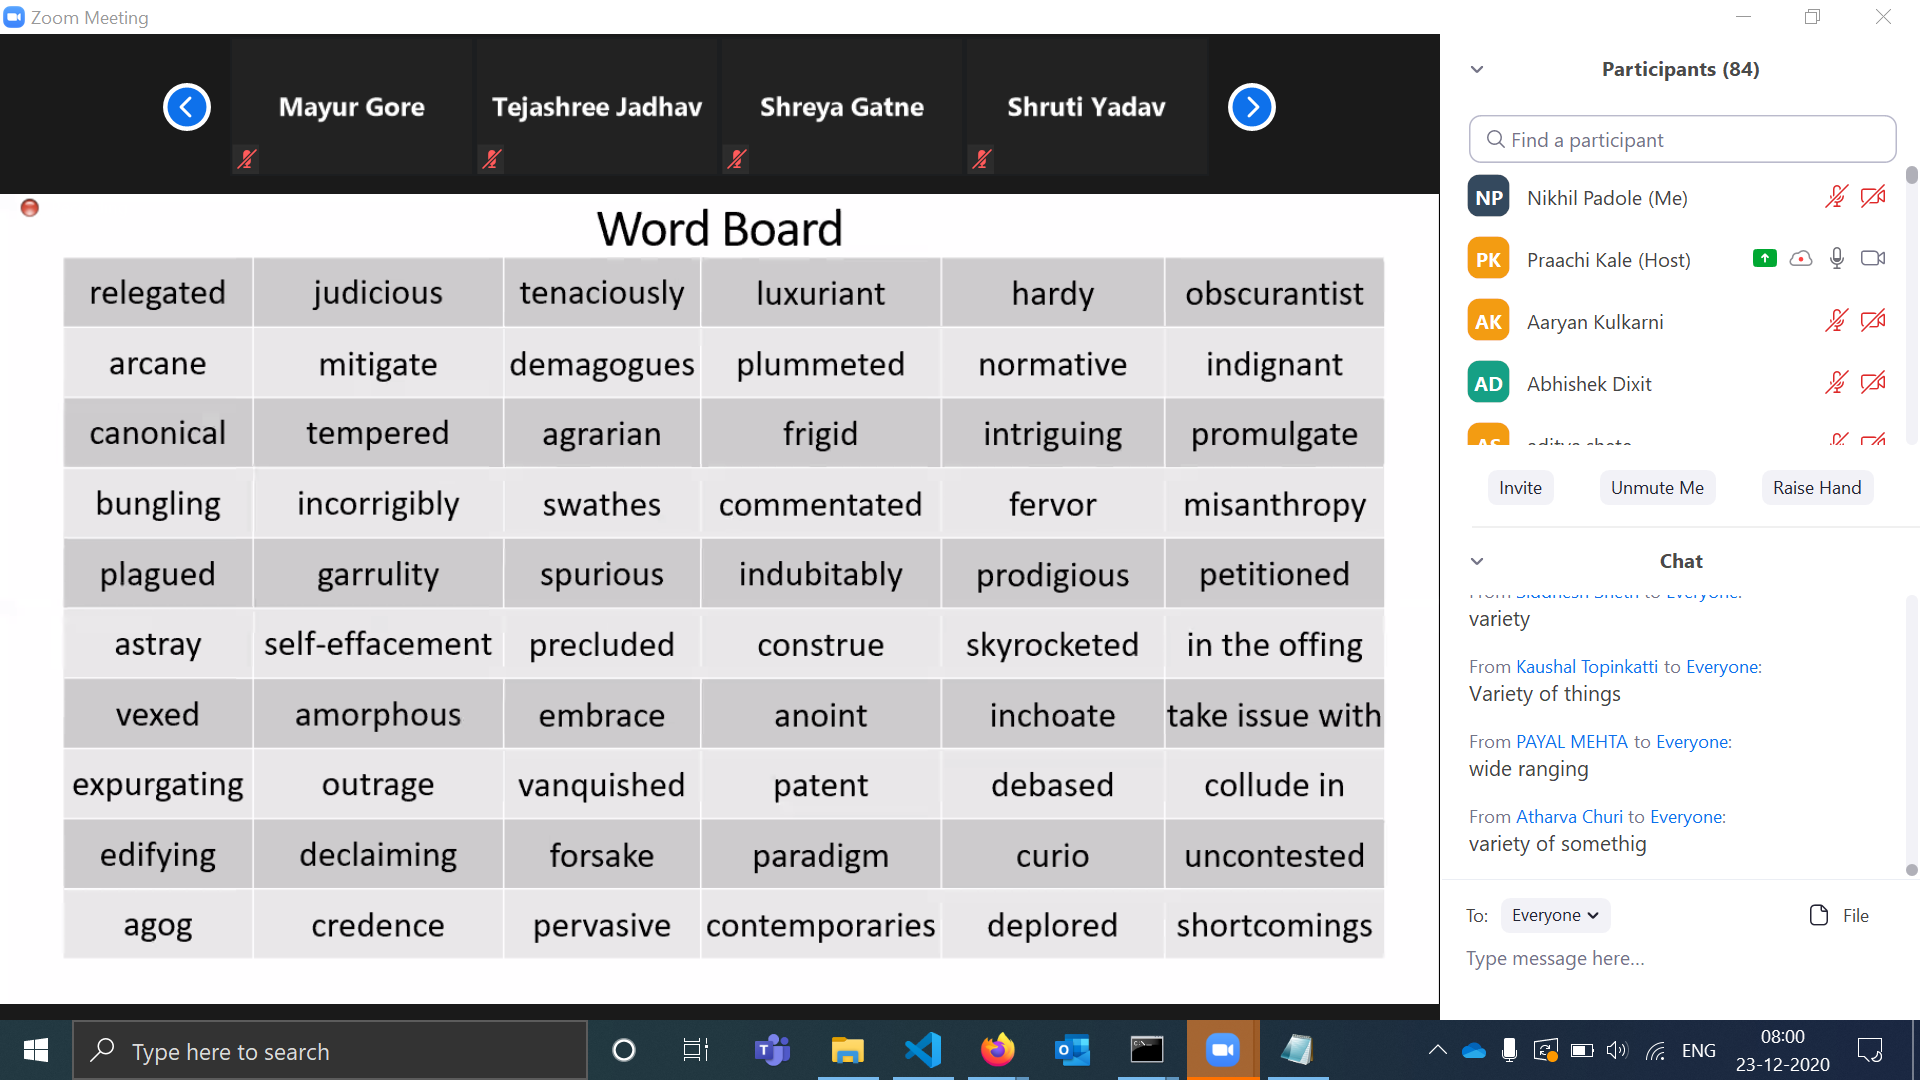 Zoom Meeting
Mayur Gore Tejashree Jadhav Shreya Gatne Shruti Yadav
Word Board
relegated judicious tenaciously luxuriant hardy obscurantist
arcane mitigate demagogues plummeted normative indignant
canonical tempered agrarian frigid intriguing promulgate
bungling incorrigibly swathes commentated fervor misanthropy
plagued garrulity spurious indubitably prodigious petitioned
astray self-effacement precluded construe skyrocketed in the offing
vexed amorphous embrace anoint inchoate take issue with
expurgating outrage vanquished patent debased collude in
edifying declaiming forsake paradigm curio uncontested
agog credence pervasive contemporaries deplored shortcomings
Participants (84)
Find a participant
NP Nikhil Padole (Me)
PK Praachi Kale (Host)
AK Aaryan Kulkarni
AD Abhishek Dixit
AS
Invite Unmute Me Raise Hand
Chat
From Siddhesh Sheth to Everyone:
variety
From Kaushal Topinkatti to Everyone:
Variety of things
From PAYAL MEHTA to Everyone:
wide ranging
From Atharva Churi to Everyone:
variety of somethig
To: Everyone File
Type message here...
Type here to search
ENG
08:00
23-12-2020